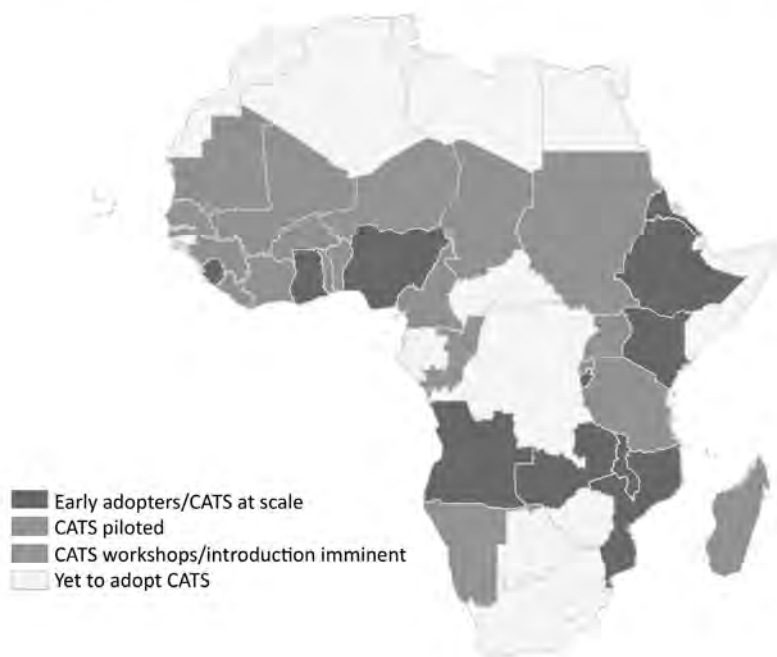 Early adopters/CATS at scale
CATS piloted
CATS workshops/introduction imminent
Yet to adopt CATS